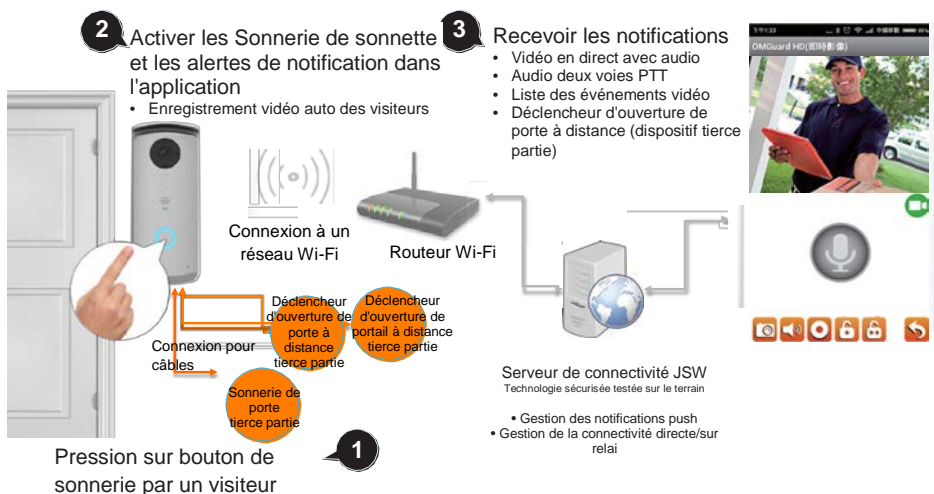 2
Activer les Sonnerie de sonnette
et les alertes de notification dans
l'application
• Enregistrement vidéo auto des visiteurs
3
Recevoir les notifications
• Vidéo en direct avec audio
• Audio deux voies PTT
• Liste des événements vidéo
• Déclencheur d'ouverture de
porte à distance (dispositif tierce
partie)
OMGuard HD(即時影像)
Connexion à un
réseau Wi-Fi
Routeur Wi-Fi
Déclencheur
d'ouverture de
porte à
distance
tierce partie
Déclencheur
d'ouverture de
portail à distance
tierce partie
Connexion pour
câbles
Sonnerie de
porte
tierce partie
Serveur de connectivité JSW
Technologie sécurisée testée sur le terrain
• Gestion des notifications push
• Gestion de la connectivité directe/sur
relai
1
Pression sur bouton de
sonnerie par un visiteur